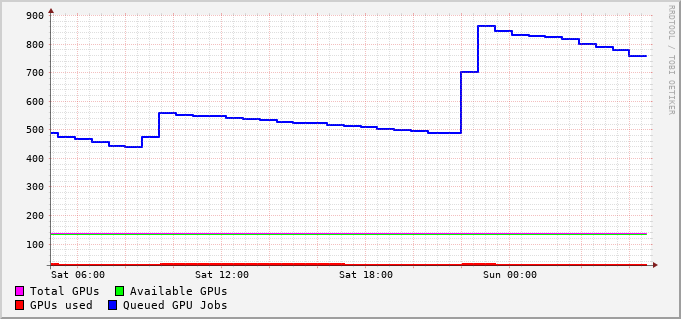 900
800
700
600
500
400
300
200
100
Sat 06:00 Sat 12:00 Sat 18:00 Sun 00:00
Total GPUs Available GPUs
GPUs used Queued GPU Jobs
RRDTOOL / TOBI OETIKER